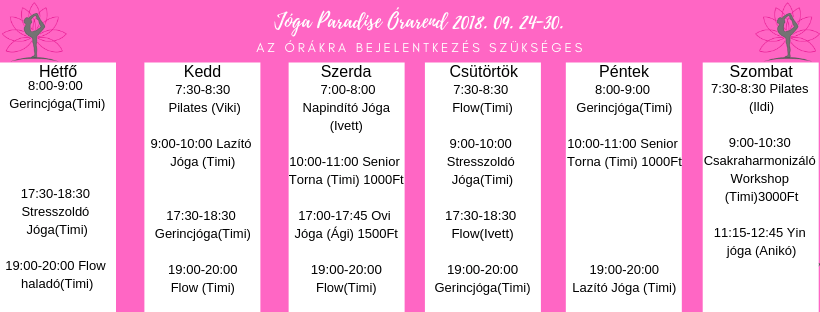 Jóga Paradise Órarend 2018. 09. 24-30.
AZ ÓRÁKRA BEJELENTKEZÉS SZÜKSÉGES
Hétfő
8:00-9:00
Gerincjóga(Timi)
17:30-18:30
Stresszoldó
Jóga(Timi)
19:00-20:00 Flow
haladó(Timi)
Kedd
7:30-8:30
Pilates (Viki)
9:00-10:00 Lazító
Jóga (Timi)
17:30-18:30
Gerincjóga(Timi)
19:00-20:00
Flow (Timi)
Szerda
7:00-8:00
Napindító Jóga
(Ivett)
10:00-11:00 Senior
Torna (Timi) 1000Ft
17:00-17:45 Ovi
Jóga (Ági) 1500Ft
19:00-20:00
Flow(Timi)
Csütörtök
7:30-8:30
Flow(Timi)
9:00-10:00
Stresszoldó
Jóga(Timi)
17:30-18:30
Flow(Ivett)
19:00-20:00
Gerincjóga(Timi)
Péntek
8:00-9:00
Gerincjóga(Timi)
10:00-11:00 Senior
Torna (Timi) 1000Ft
19:00-20:00
Lazító Jóga (Timi)
Szombat
7:30-8:30 Pilates
(Ildi)
9:00-10:30
Csakraharmonizáló
Workshop
(Timi)3000Ft
11:15-12:45 Yin
jóga (Anikó)